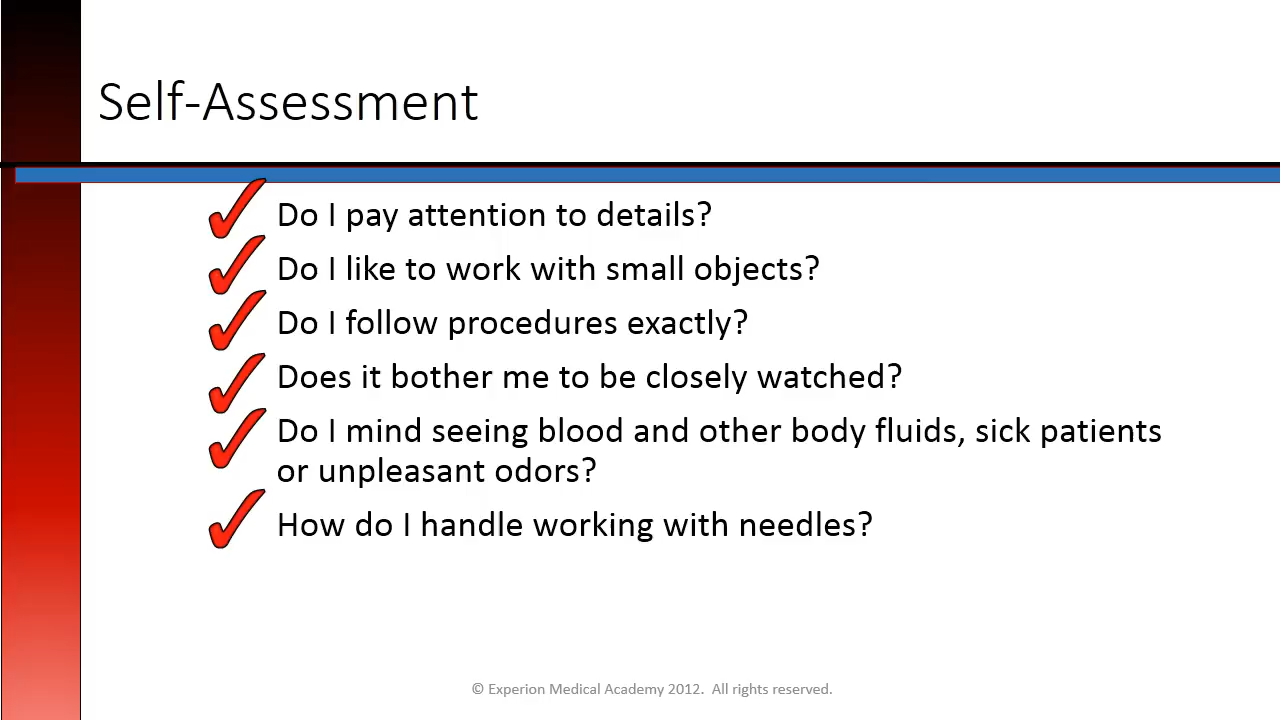 Self-Assessment
Do I pay attention to details?
Do I like to work with small objects?
Do I follow procedures exactly?
Does it bother me to be closely watched?
Do I mind seeing blood and other body fluids, sick patients
or unpleasant odors?
How do I handle working with needles?
© Experion Medical Academy 2012.  All rights reserved.